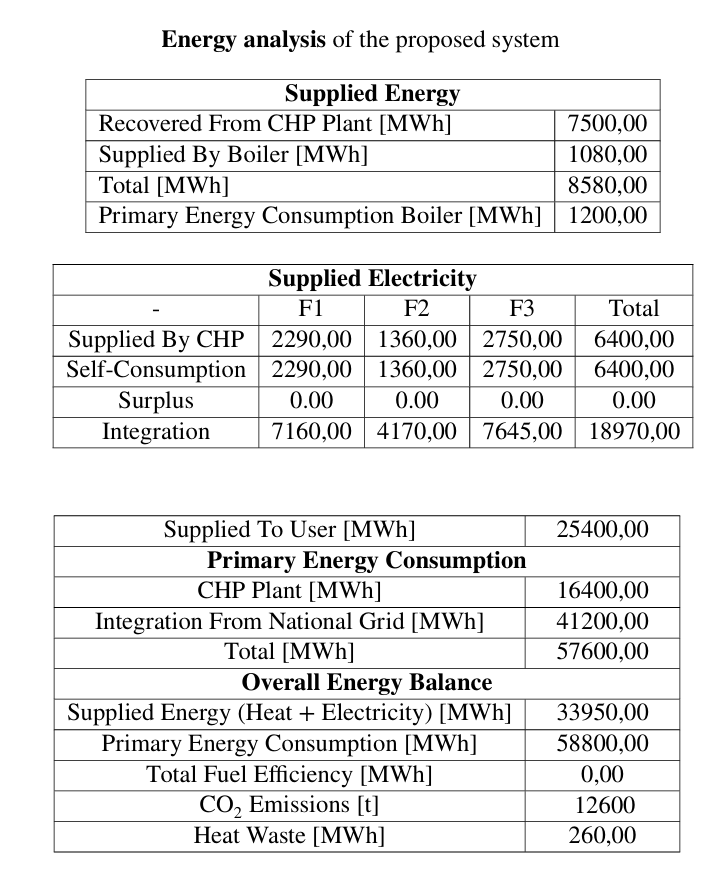 Energy analysis of the proposed system
Supplied Energy
Recovered From CHP Plant [MWh] 7500,00
Supplied By Boiler [MWh] 1080,00
Total [MWh] 8580,00
Primary Energy Consumption Boiler [MWh] 1200,00
Supplied Electricity
- F1 F2 F3 Total
Supplied By CHP 2290,00 1360,00 2750,00 6400,00
Self-Consumption 2290,00 1360,00 2750,00 6400,00
Surplus 0.00 0.00 0.00 0.00
Integration 7160,00 4170,00 7645,00 18970,00
Supplied To User [MWh] 25400,00
Primary Energy Consumption
CHP Plant [MWh] 16400,00
Integration From National Grid [MWh] 41200,00
Total [MWh] 57600,00
Overall Energy Balance
Supplied Energy (Heat + Electricity) [MWh] 33950,00
Primary Energy Consumption [MWh] 58800,00
Total Fuel Efficiency [MWh] 0,00
CO₂ Emissions [t] 12600
Heat Waste [MWh] 260,00